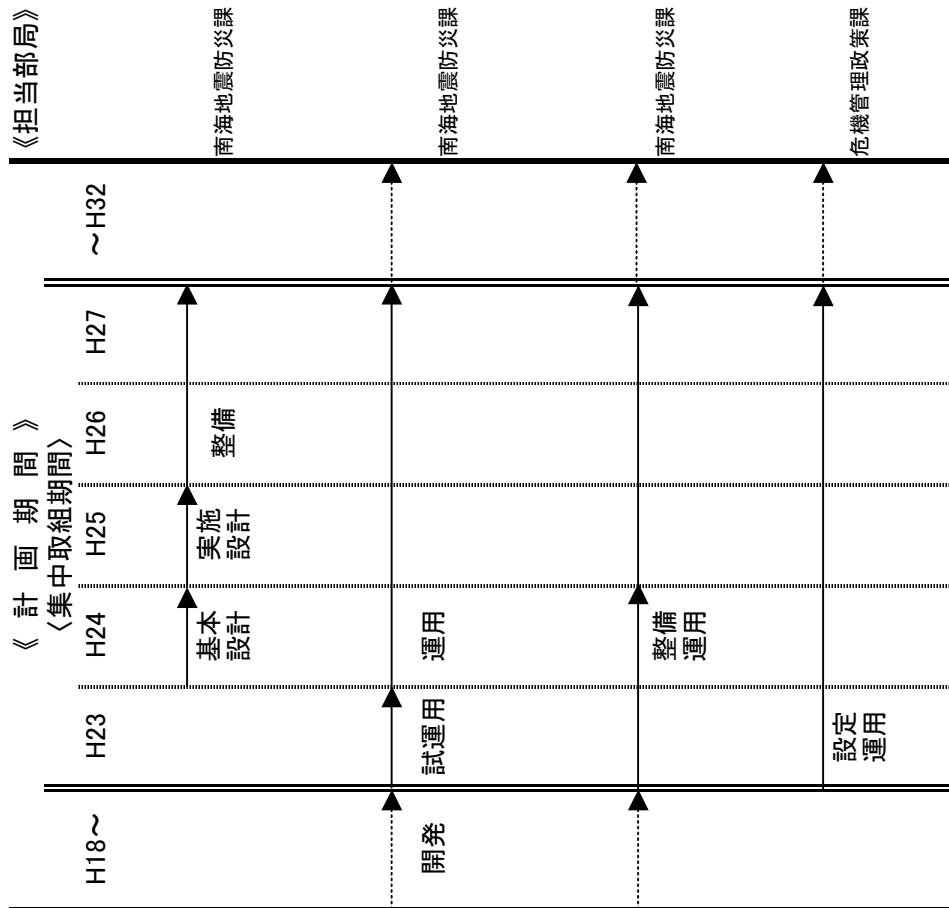 《計画期間》
〈集中取組期間〉
《担当部局》
H18～
H23
H24
H25
H26
H27
～H32
基本
設計
実施
設計
整備
南海地震防災課
開発
試運用
運用
南海地震防災課
整備
運用
南海地震防災課
設定
運用
危機管理政策課